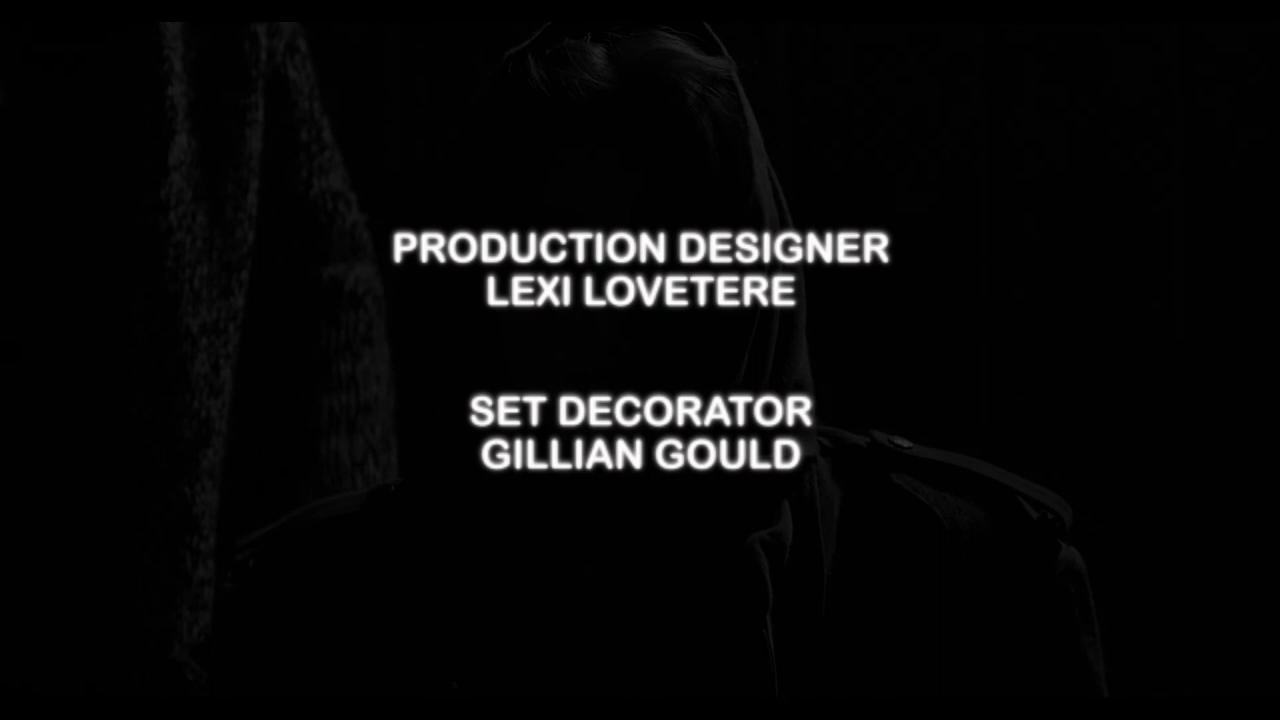 PRODUCTION DESIGNER
LEXI LOVETERE
SET DECORATOR
GILLIAN GOULD